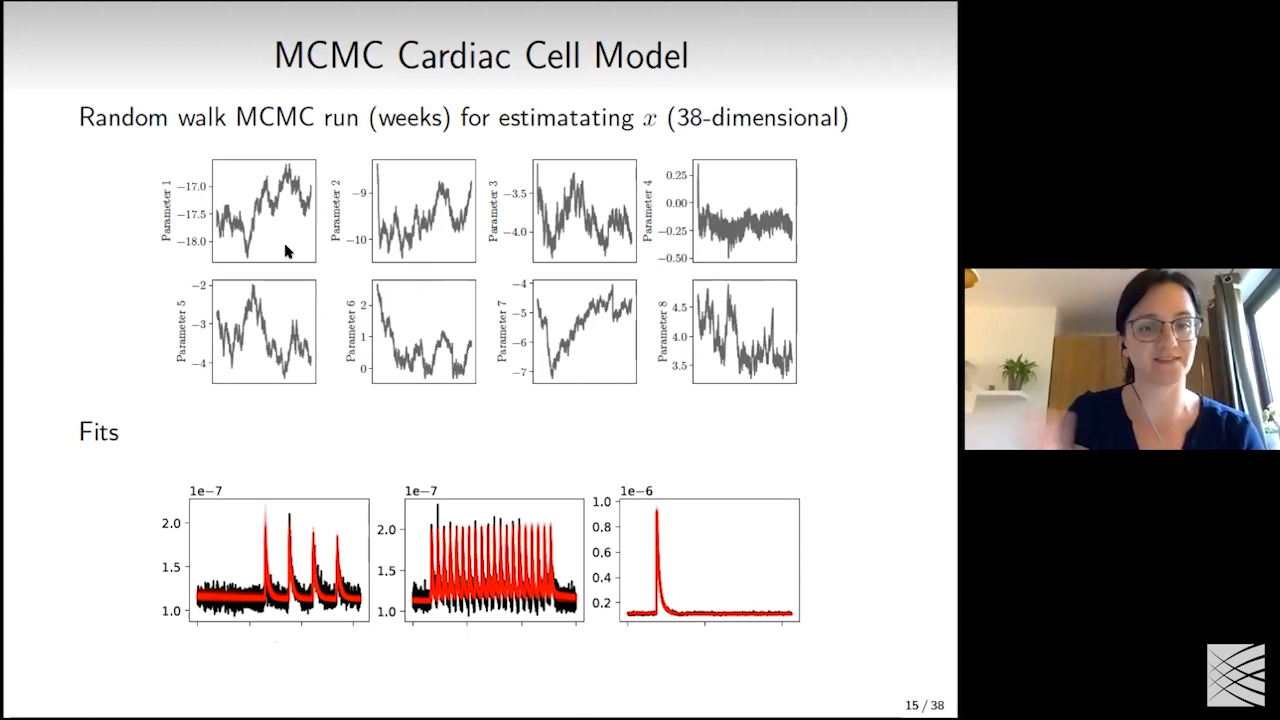 MCMC Cardiac Cell Model
Random walk MCMC run (weeks) for estimatating x (38-dimensional)
Parameter 1
−17.0
−17.5
−18.0
Parameter 2
−9
−10
Parameter 3
−3.5
−4.0
Parameter 4
0.25
0.00
−0.25
−0.50
Parameter 5
−2
−3
−4
Parameter 6
2
1
0
Parameter 7
−4
−5
−6
−7
Parameter 8
4.5
4.0
3.5
Fits
1e−7
2.0
1.5
1.0
1e−7
2.0
1.5
1.0
1e−6
1.0
0.8
0.6
0.4
0.2
15 / 38